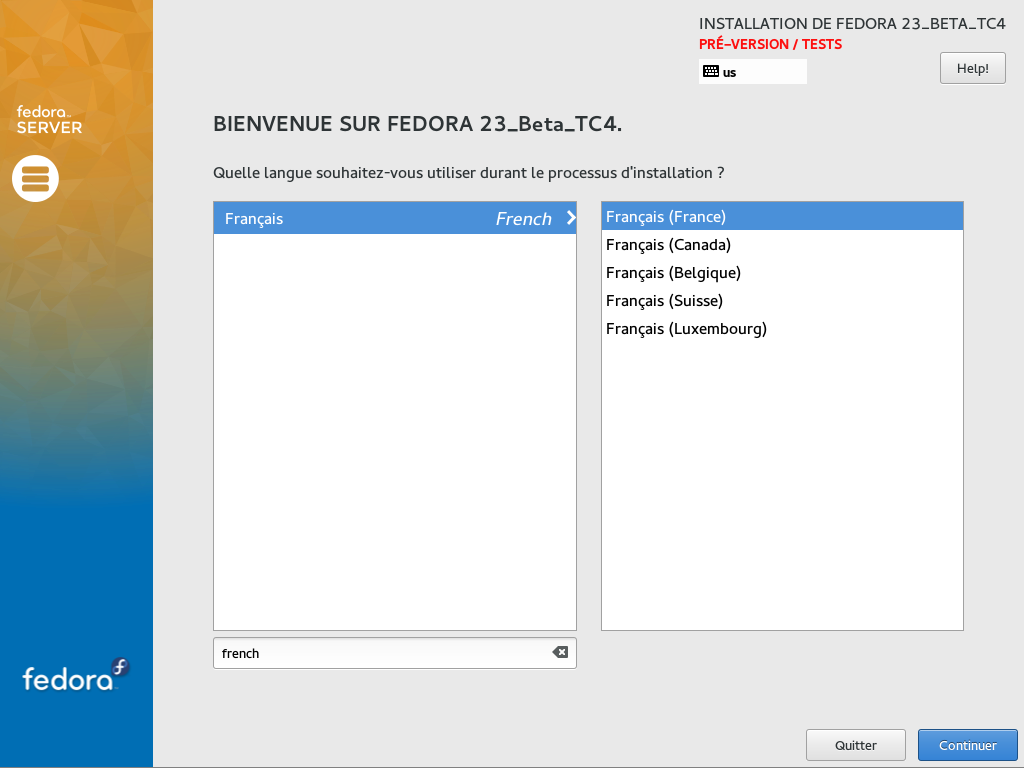 INSTALLATION DE FEDORA 23_BETA_TC4
PRÉ-VERSION / TESTS
us
Help!
fedora
SERVER
BIENVENUE SUR FEDORA 23_Beta_TC4.
Quelle langue souhaitez-vous utiliser durant le processus d'installation ?
Français French
Français (France)
Français (Canada)
Français (Belgique)
Français (Suisse)
Français (Luxembourg)
french
fedora
Quitter
Continuer